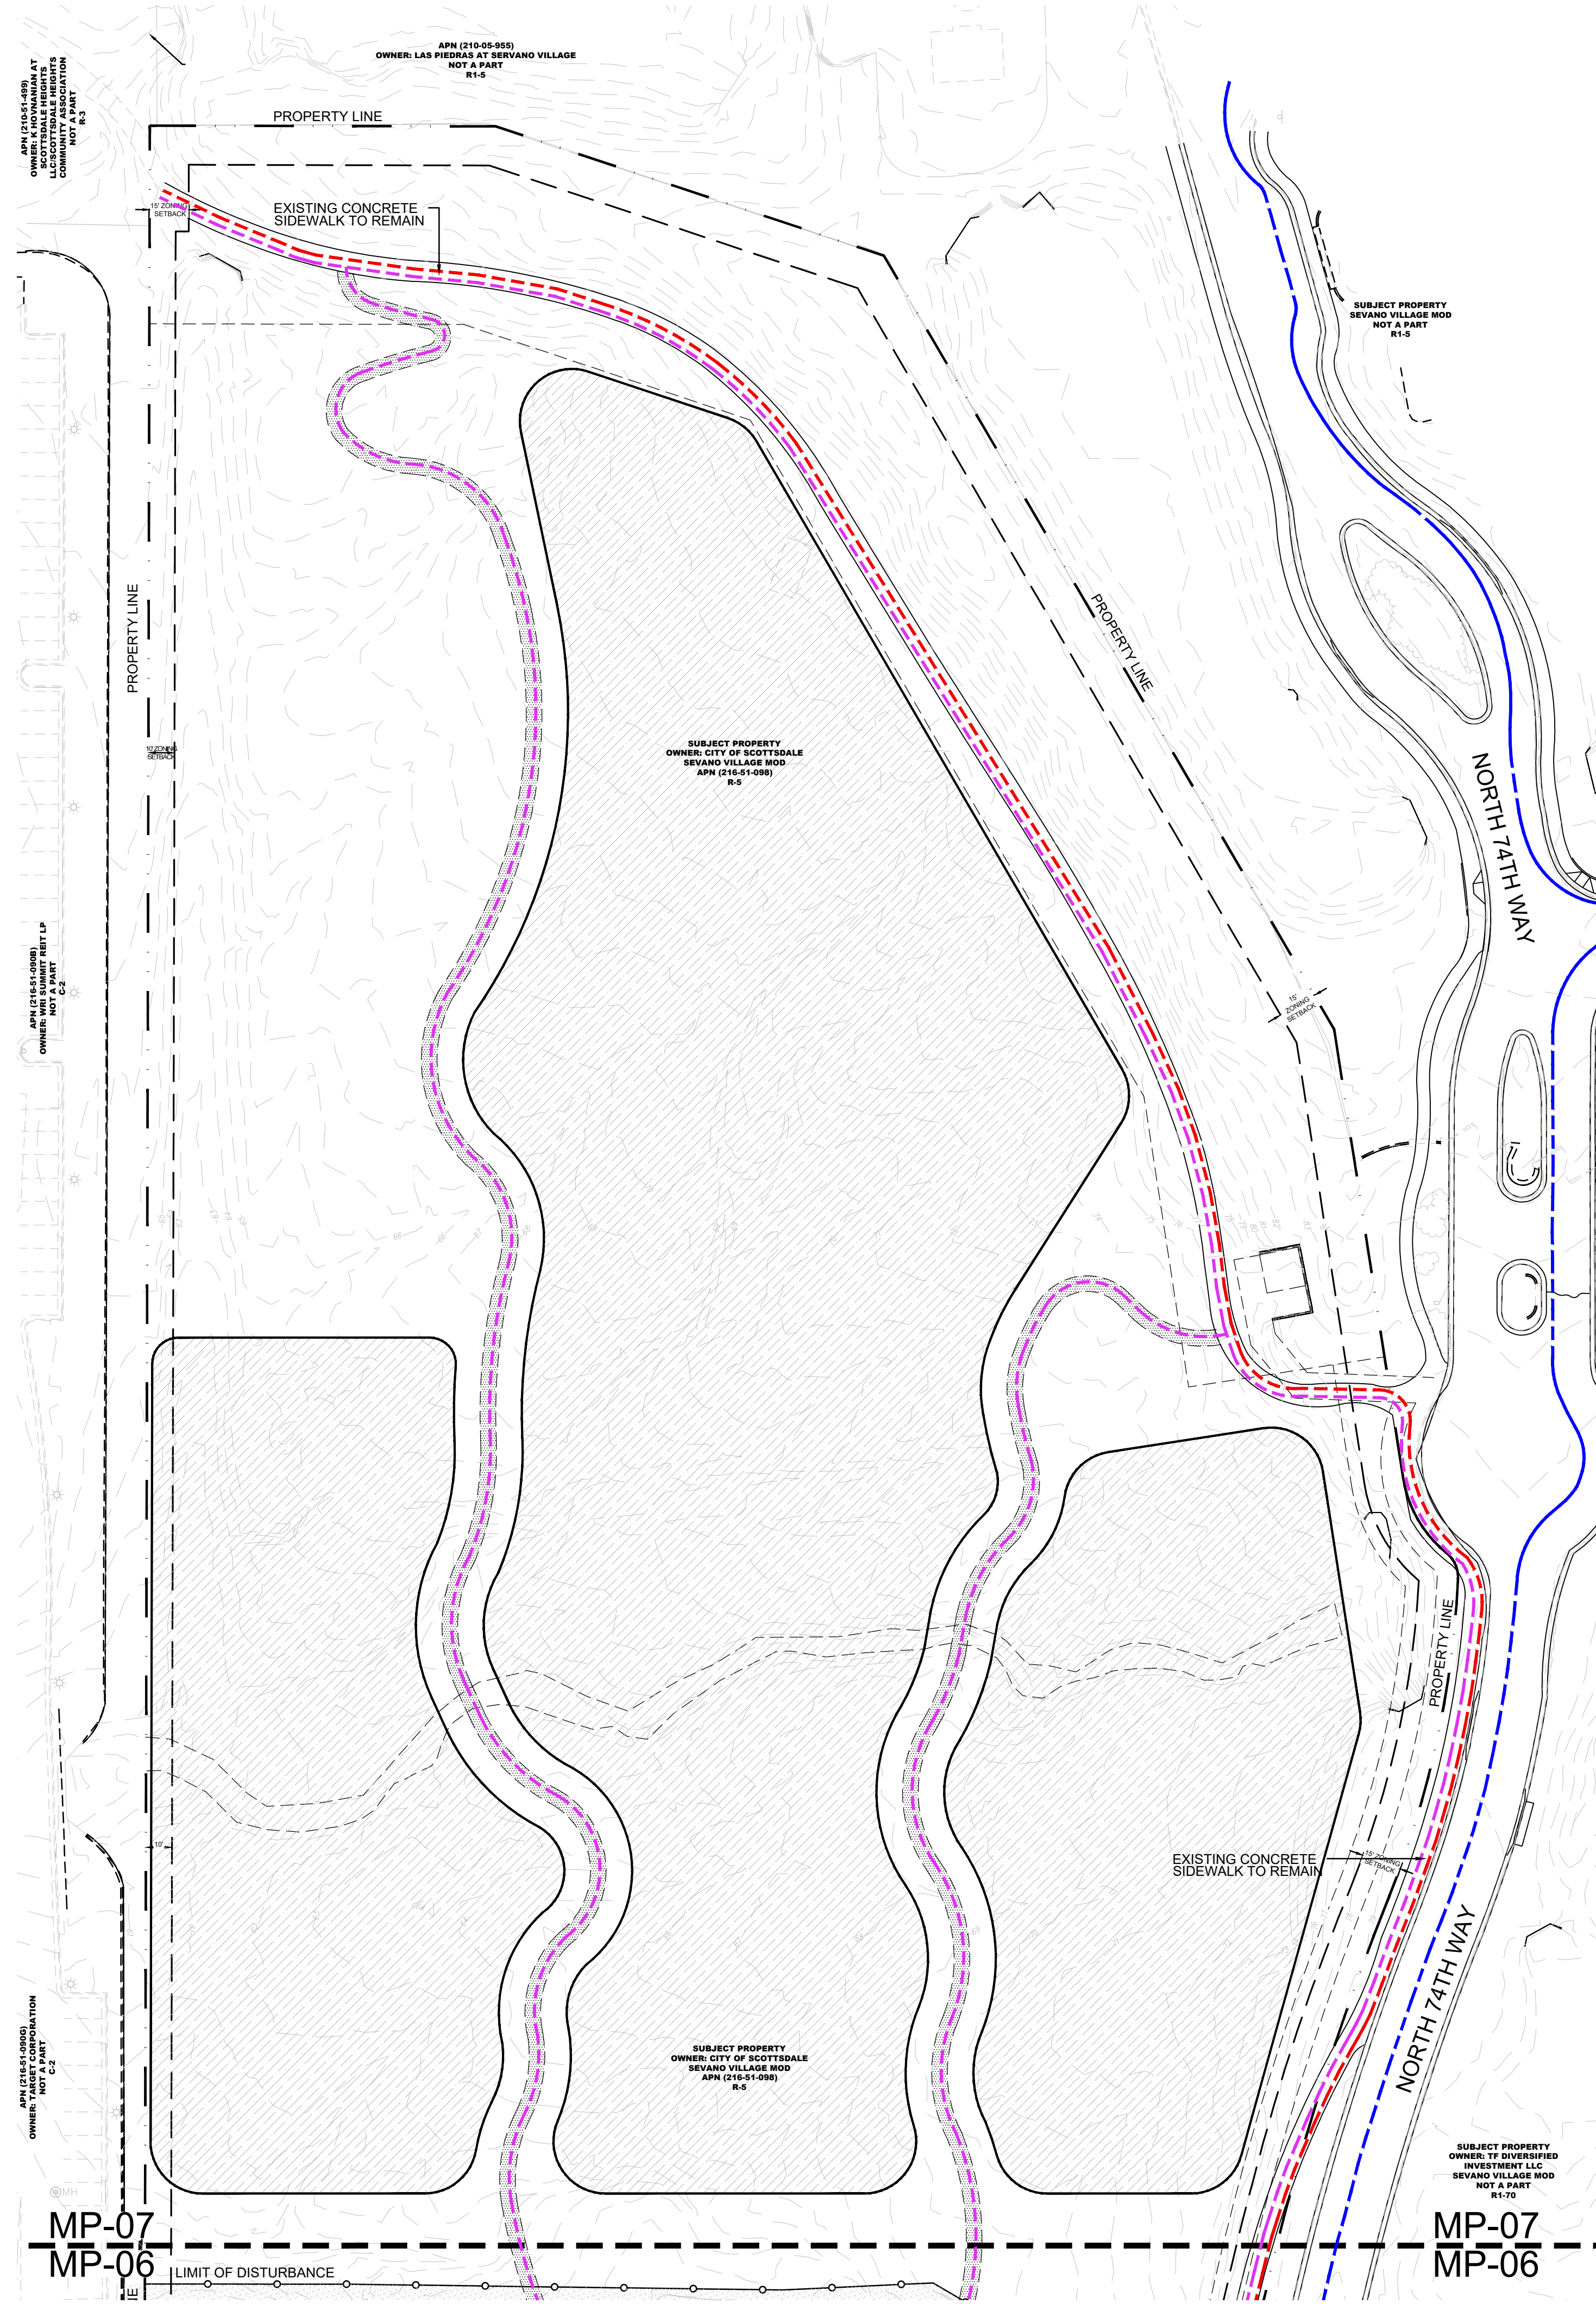 APN (210-05-955)
OWNER: LAS PIEDRAS AT SERVANO VILLAGE
NOT A PART
R1-5
APN (210-51-499)
OWNER: K HOVNANIAN AT
SCOTTSDALE HEIGHTS
LLC/SCOTTSDALE HEIGHTS
COMMUNITY ASSOCIATION
NOT A PART
R-3
PROPERTY LINE
15' ZONING
SETBACK
EXISTING CONCRETE
SIDEWALK TO REMAIN
SUBJECT PROPERTY
SEVANO VILLAGE MOD
NOT A PART
R1-5
PROPERTY LINE
PROPERTY LINE
10' ZONING
SETBACK
SUBJECT PROPERTY
OWNER: CITY OF SCOTTSDALE
SEVANO VILLAGE MOD
APN (216-51-098)
R-5
NORTH 74TH WAY
APN (216-51-090B)
OWNER: WRI SUMMIT REIT LP
NOT A PART
C-2
15'
ZONING
SETBACK
PROPERTY LINE
10'
EXISTING CONCRETE
SIDEWALK TO REMAIN
15' ZONING
SETBACK
NORTH 74TH WAY
APN (216-51-090G)
OWNER: TARGET CORPORATION
NOT A PART
C-2
SUBJECT PROPERTY
OWNER: CITY OF SCOTTSDALE
SEVANO VILLAGE MOD
APN (216-51-098)
R-5
SUBJECT PROPERTY
OWNER: TF DIVERSIFIED
INVESTMENT LLC
SEVANO VILLAGE MOD
NOT A PART
R1-70
MH
MP-07
MP-07
MP-06
MP-06
LIMIT OF DISTURBANCE